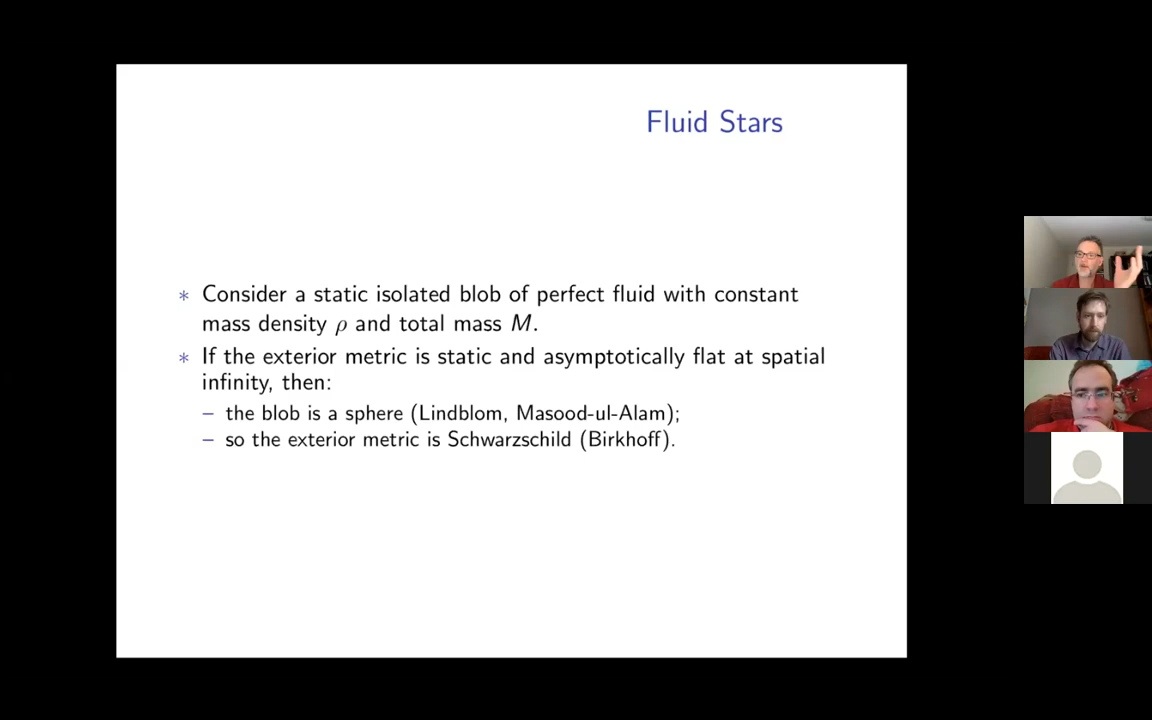 Fluid Stars
* Consider a static isolated blob of perfect fluid with constant
mass density ρ and total mass M.
* If the exterior metric is static and asymptotically flat at spatial
infinity, then:
– the blob is a sphere (Lindblom, Masood-ul-Alam);
– so the exterior metric is Schwarzschild (Birkhoff).